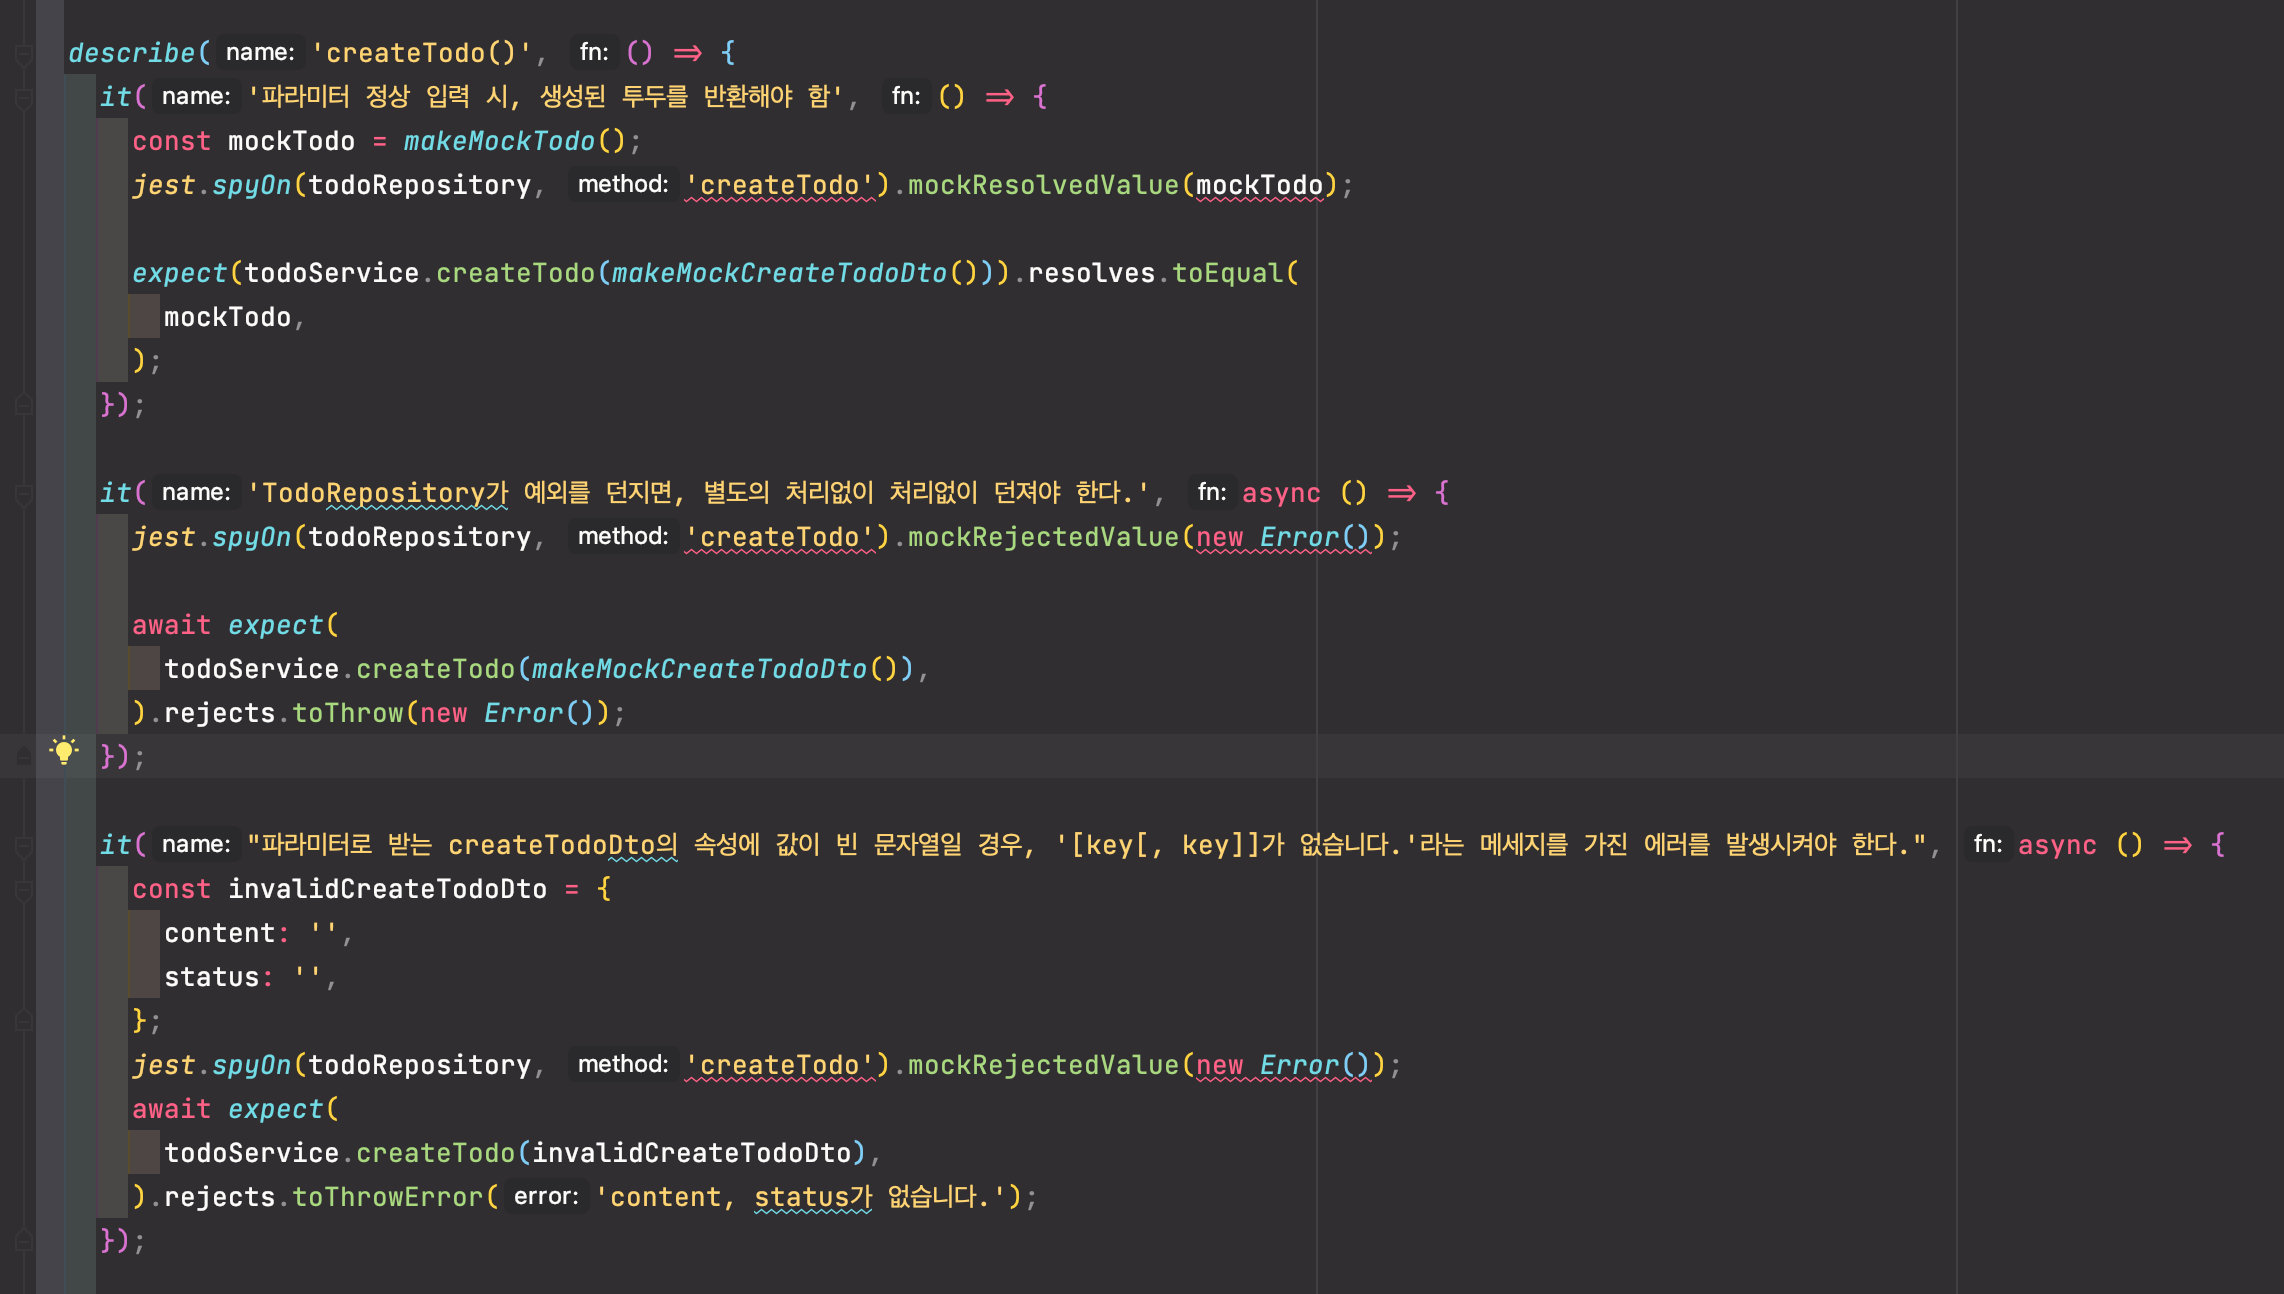 describe( name: 'createTodo()', fn: () => {
it( name: '파라미터 정상 입력 시, 생성된 투두를 반환해야 함', fn: () => {
const mockTodo = makeMockTodo();
jest.spyOn(todoRepository, method: 'createTodo').mockResolvedValue(mockTodo);
expect(todoService.createTodo(makeMockCreateTodoDto())).resolves.toEqual(
mockTodo,
);
});
it( name: 'TodoRepository가 예외를 던지면, 별도의 처리없이 처리없이 던져야 한다.', fn: async () => {
jest.spyOn(todoRepository, method: 'createTodo').mockRejectedValue(new Error());
await expect(
todoService.createTodo(makeMockCreateTodoDto()),
).rejects.toThrow(new Error());
});
it( name: "파라미터로 받는 createTodoDto의 속성에 값이 빈 문자열일 경우, '[key[, key]]가 없습니다.'라는 메세지를 가진 에러를 발생시켜야 한다.", fn: async () => {
const invalidCreateTodoDto = {
content: '',
status: '',
};
jest.spyOn(todoRepository, method: 'createTodo').mockRejectedValue(new Error());
await expect(
todoService.createTodo(invalidCreateTodoDto),
).rejects.toThrowError( error: 'content, status가 없습니다.');
});